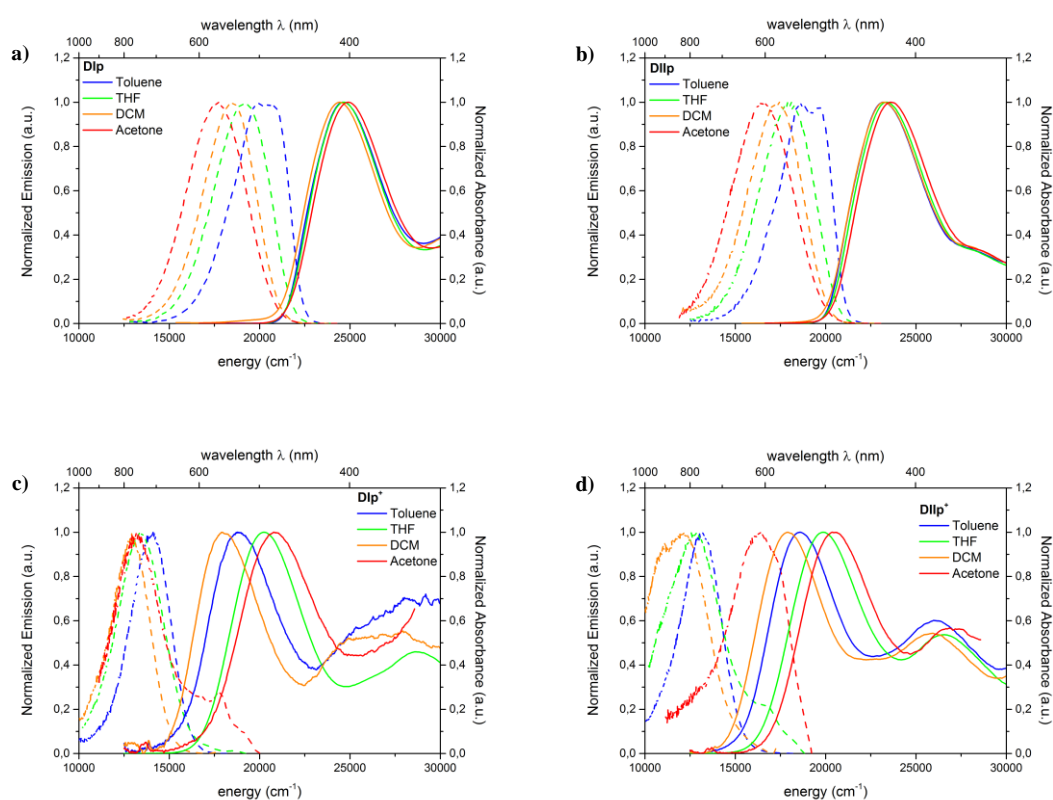 a)
wavelength λ (nm)
1000 800 600 400
DIp
Toluene
THF
DCM
Acetone
Normalized Emission (a.u.)
1,2
1,0
0,8
0,6
0,4
0,2
0,0
Normalized Absorbance (a.u.)
1,2
1,0
0,8
0,6
0,4
0,2
0,0
10000 15000 20000 25000 30000
energy (cm⁻¹)
b)
wavelength λ (nm)
1000 800 600 400
DIIp
Toluene
THF
DCM
Acetone
Normalized Emission (a.u.)
1,2
1,0
0,8
0,6
0,4
0,2
0,0
Normalized Absorbance (a.u.)
1,2
1,0
0,8
0,6
0,4
0,2
0,0
10000 15000 20000 25000 30000
energy (cm⁻¹)
c)
wavelength λ (nm)
1000 800 600 400
DIp⁺
Toluene
THF
DCM
Acetone
Normalized Emission (a.u.)
1,2
1,0
0,8
0,6
0,4
0,2
0,0
Normalized Absorbance (a.u.)
1,2
1,0
0,8
0,6
0,4
0,2
0,0
10000 15000 20000 25000 30000
energy (cm⁻¹)
d)
wavelength λ (nm)
1000 800 600 400
DIIp⁺
Toluene
THF
DCM
Acetone
Normalized Emission (a.u.)
1,2
1,0
0,8
0,6
0,4
0,2
0,0
Normalized Absorbance (a.u.)
1,2
1,0
0,8
0,6
0,4
0,2
0,0
10000 15000 20000 25000 30000
energy (cm⁻¹)